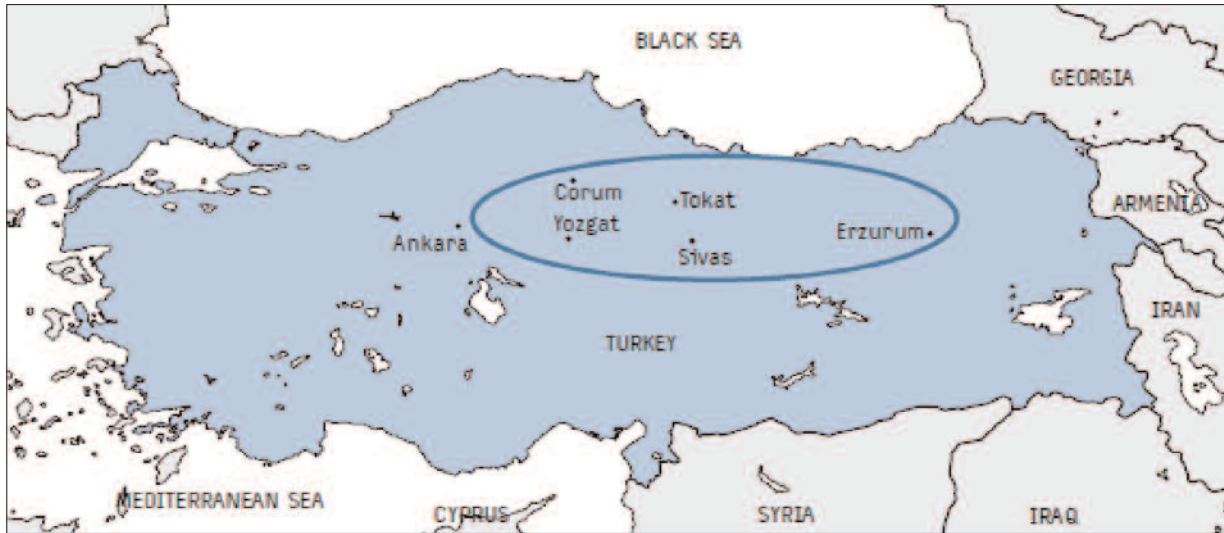 BLACK SEA
GEORGIA
Corum
Tokat
ARMENIA
Yozgat
Ankara
Erzurum
Sivas
IRAN
TURKEY
MEDITERRANEAN SEA
CYPRUS
SYRIA
IRAQ